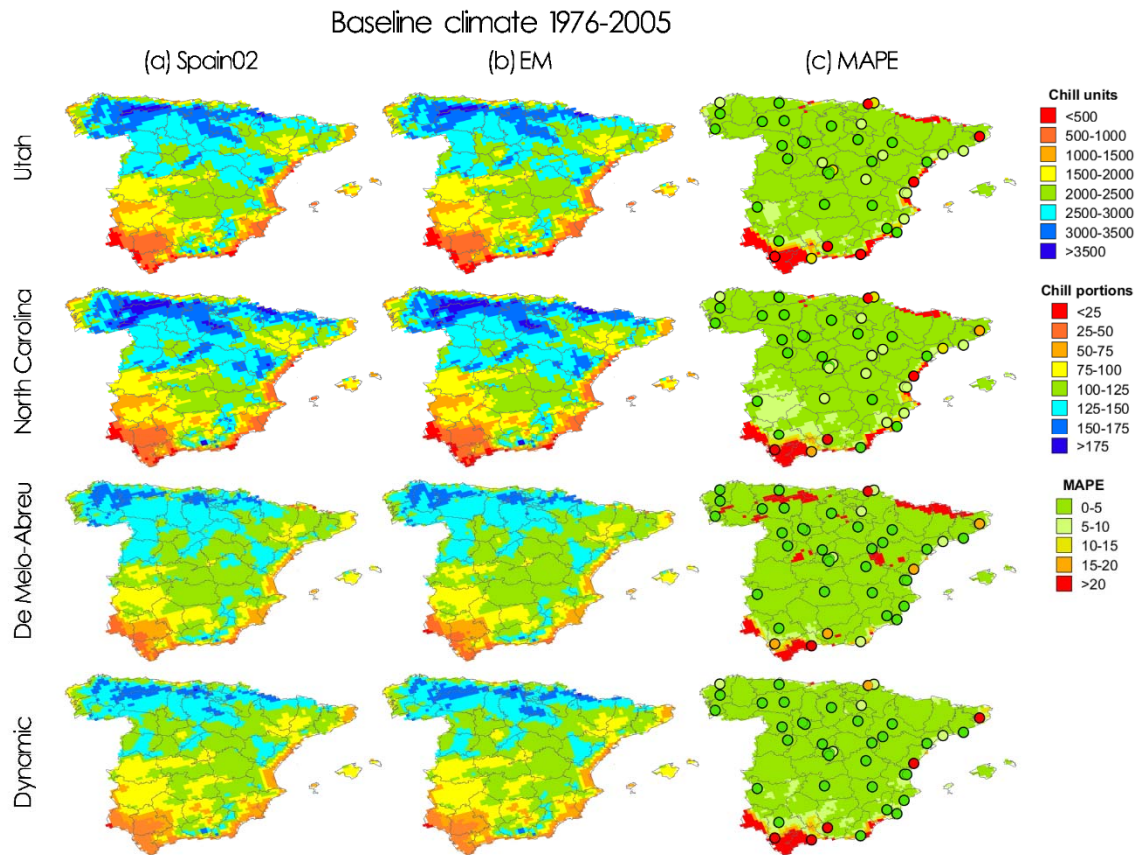 Baseline climate 1976-2005
(a) Spain02
(b) EM
(c) MAPE
Utah
North Carolina
De Melo-Abreu
Dynamic
Chill units
<500
500-1000
1000-1500
1500-2000
2000-2500
2500-3000
3000-3500
>3500
Chill portions
<25
25-50
50-75
75-100
100-125
125-150
150-175
>175
MAPE
0-5
5-10
10-15
15-20
>20